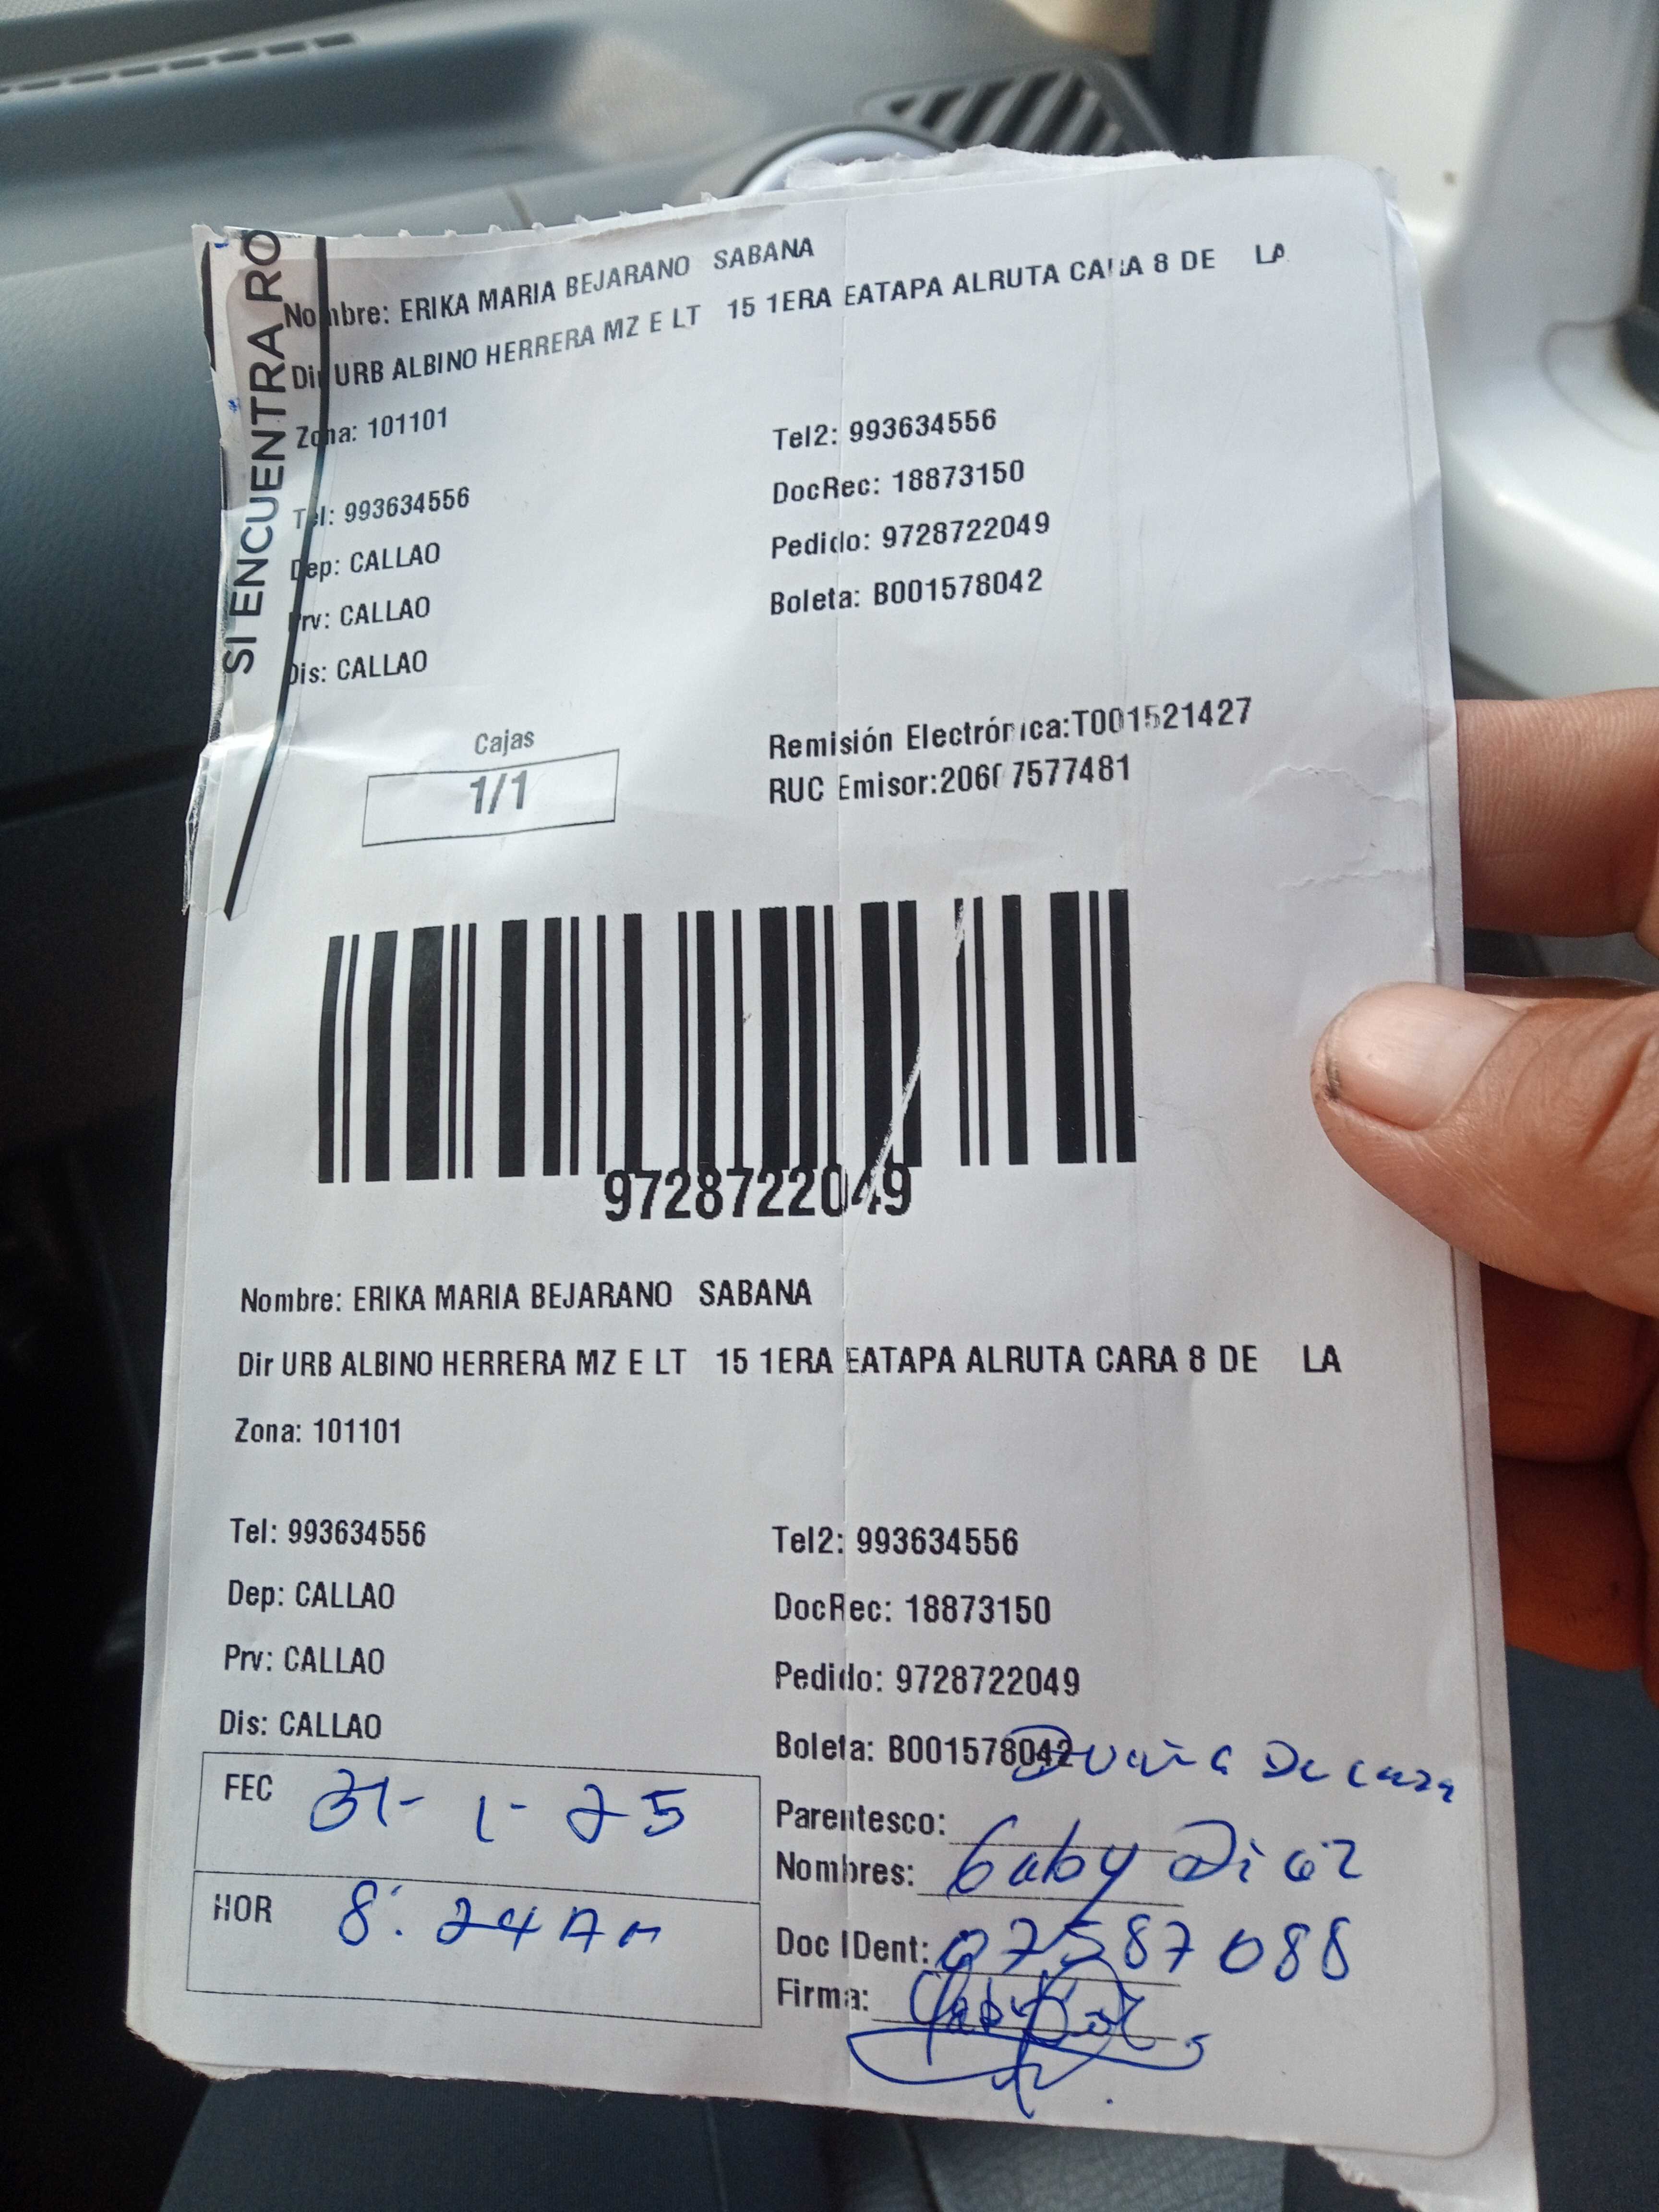 SI ENCUENTRA RO
Nombre: ERIKA MARIA BEJARANO SABANA
Dir URB ALBINO HERRERA MZ E LT 15 1ERA EATAPA ALRUTA CARA 8 DE LA
Zona: 101101
Tel: 993634556
Tel2: 993634556
DocRec: 18873150
Dep: CALLAO
Pedido: 9728722049
Prv: CALLAO
Boleta: B001578042
Dis: CALLAO
Cajas
1/1
Remisión Electrónica:T001521427
RUC Emisor:20607577481
9728722049
Nombre: ERIKA MARIA BEJARANO SABANA
Dir URB ALBINO HERRERA MZ E LT 15 1ERA EATAPA ALRUTA CARA 8 DE LA
Zona: 101101
Tel: 993634556
Tel2: 993634556
Dep: CALLAO
DocRec: 18873150
Prv: CALLAO
Pedido: 9728722049
Dis: CALLAO
Boleta: B001578042
Dueña De casa
FEC 31-1-25
Parentesco:
Nombres: Gaby Diaz
HOR 8:24 AM
Doc IDent: 07587088
Firma: